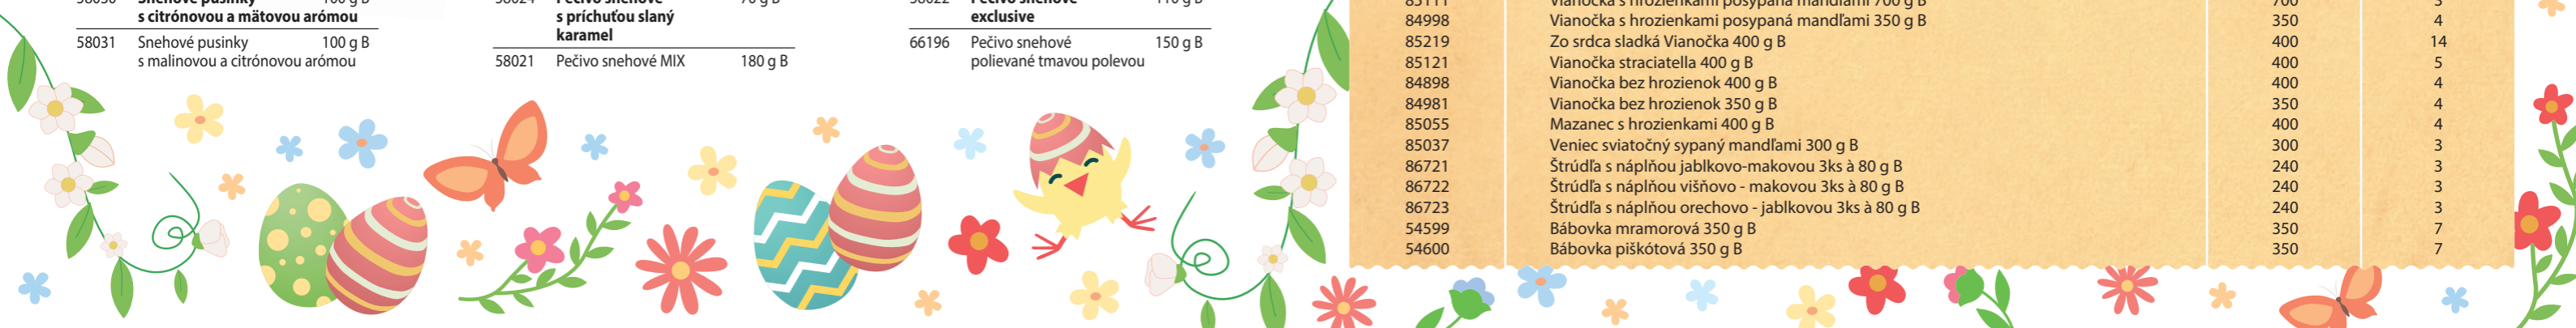 s citrónovou a mätovou arómou
58031 Snehové pusinky 100 g B
s malinovou a citrónovou arómou
s príchuťou slaný
karamel
58021 Pečivo snehové MIX 180 g B
exclusive
66196 Pečivo snehové 150 g B
polievané tmavou polevou
84998 Vianočka s hrozienkami posypaná mandľami 350 g B 350 4
85219 Zo srdca sladká Vianočka 400 g B 400 14
85121 Vianočka straciatella 400 g B 400 5
84898 Vianočka bez hrozienok 400 g B 400 4
84981 Vianočka bez hrozienok 350 g B 350 4
85055 Mazanec s hrozienkami 400 g B 400 4
85037 Veniec sviatočný sypaný mandľami 300 g B 300 3
86721 Štrúdľa s náplňou jablkovo-makovou 3ks à 80 g B 240 3
86722 Štrúdľa s náplňou višňovo - makovou 3ks à 80 g B 240 3
86723 Štrúdľa s náplňou orechovo - jablkovou 3ks à 80 g B 240 3
54599 Bábovka mramorová 350 g B 350 7
54600 Bábovka piškótová 350 g B 350 7